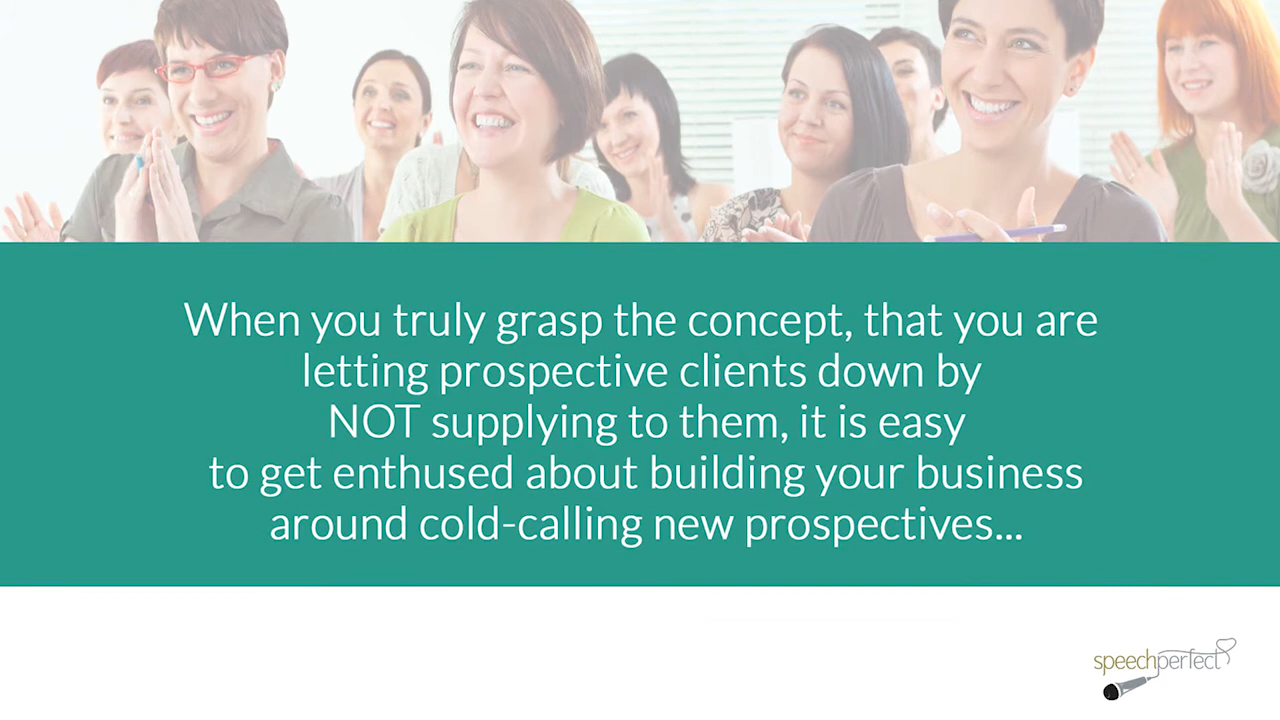 When you truly grasp the concept, that you are
letting prospective clients down by
NOT supplying to them, it is easy
to get enthused about building your business
around cold-calling new prospectives...
speechperfect